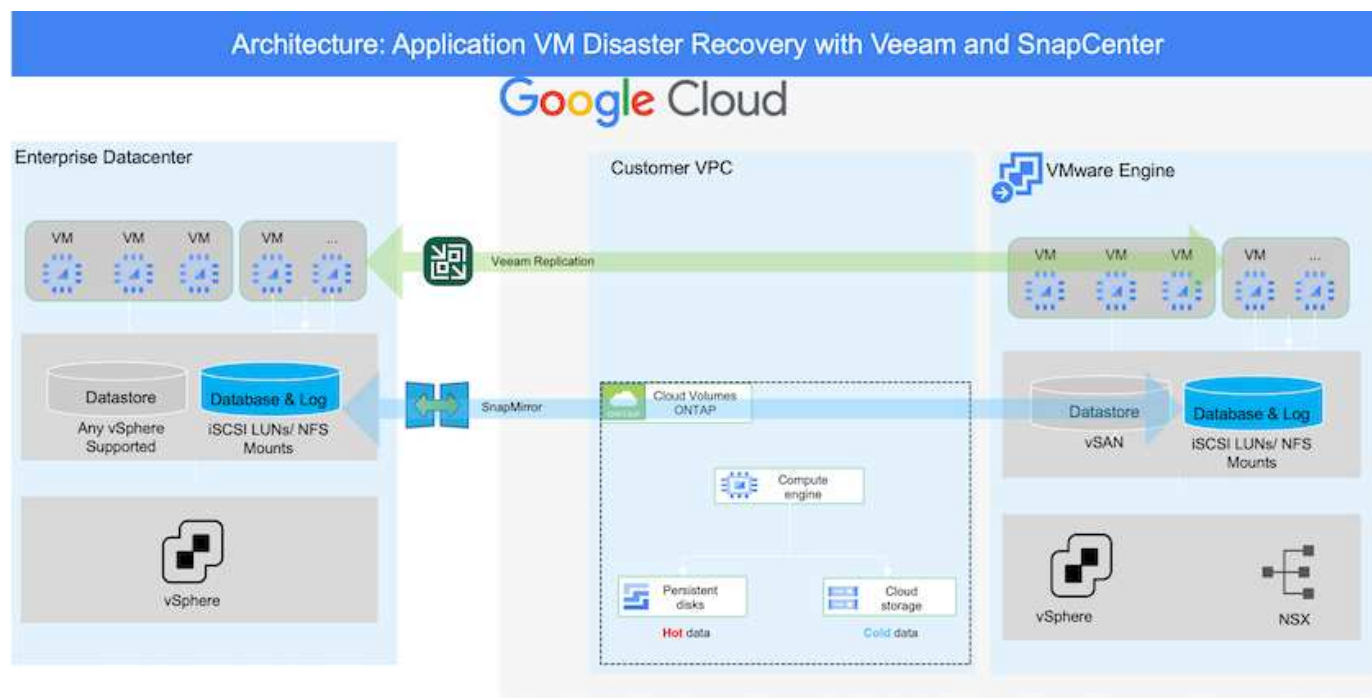 Architecture: Application VM Disaster Recovery with Veeam and SnapCenter
Google Cloud
Enterprise Datacenter
VM
VM
VM
VM
...
Datastore
Any vSphere
Supported
Database & Log
iSCSI LUNs/ NFS
Mounts
vSphere
Veeam Replication
SnapMirror
Customer VPC
ONTAP
Cloud Volumes
ONTAP
Compute
engine
Persistent
disks
Hot data
Cloud
storage
Cold data
VMware Engine
VM
VM
VM
VM
...
Datastore
vSAN
Database & Log
iSCSI LUNs/ NFS
Mounts
vSphere
NSX